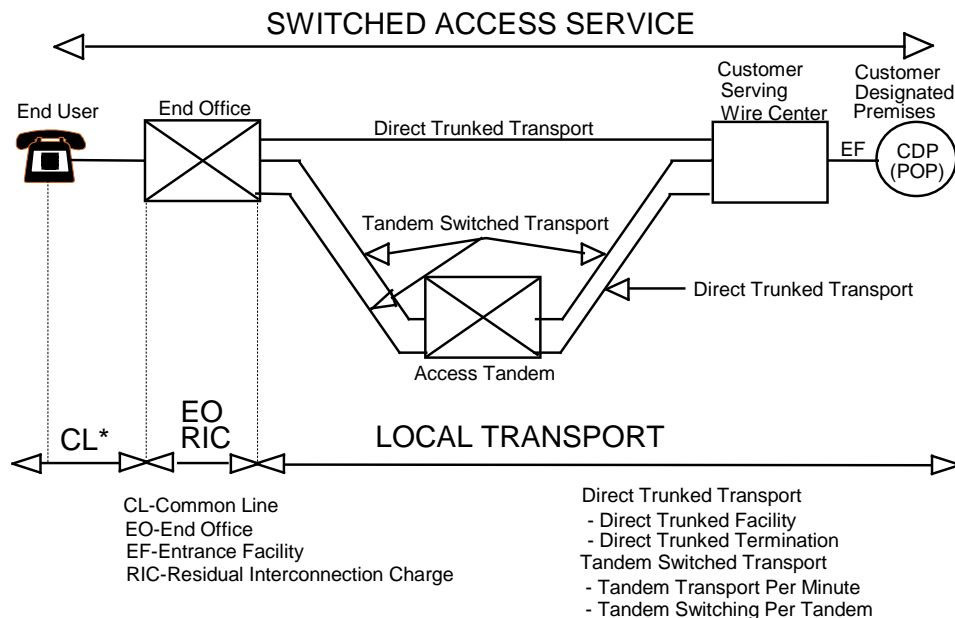 SWITCHED ACCESS SERVICE
End User
End Office
Customer
Serving
Wire Center
Customer
Designated
Premises
Direct Trunked Transport
EF
CDP
(POP)
Tandem Switched Transport
Direct Trunked Transport
Access Tandem
CL*
EO
RIC
LOCAL TRANSPORT
CL-Common Line
EO-End Office
EF-Entrance Facility
RIC-Residual Interconnection Charge
Direct Trunked Transport
- Direct Trunked Facility
- Direct Trunked Termination
Tandem Switched Transport
- Tandem Transport Per Minute
- Tandem Switching Per Tandem